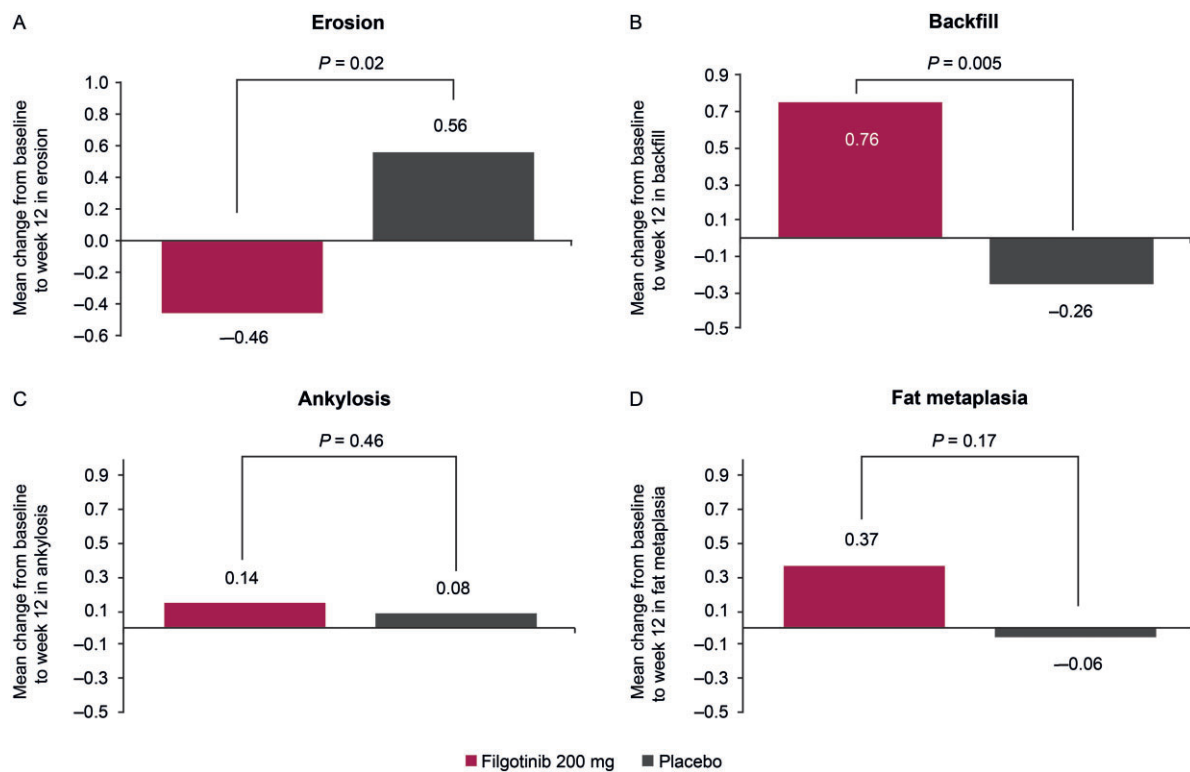 A
Erosion
P = 0.02
Mean change from baseline
to week 12 in erosion
1.0
0.8
0.6
0.4
0.2
0.0
–0.2
–0.4
–0.6
0.56
—0.46
B
Backfill
P = 0.005
Mean change from baseline
to week 12 in backfill
0.9
0.7
0.5
0.3
0.1
–0.1
–0.3
–0.5
0.76
–0.26
C
Ankylosis
P = 0.46
Mean change from baseline
to week 12 in ankylosis
0.9
0.7
0.5
0.3
0.1
–0.1
–0.3
–0.5
0.14
0.08
D
Fat metaplasia
P = 0.17
Mean change from baseline
to week 12 in fat metaplasia
0.9
0.7
0.5
0.3
0.1
–0.1
–0.3
–0.5
0.37
—0.06
Filgotinib 200 mg
Placebo